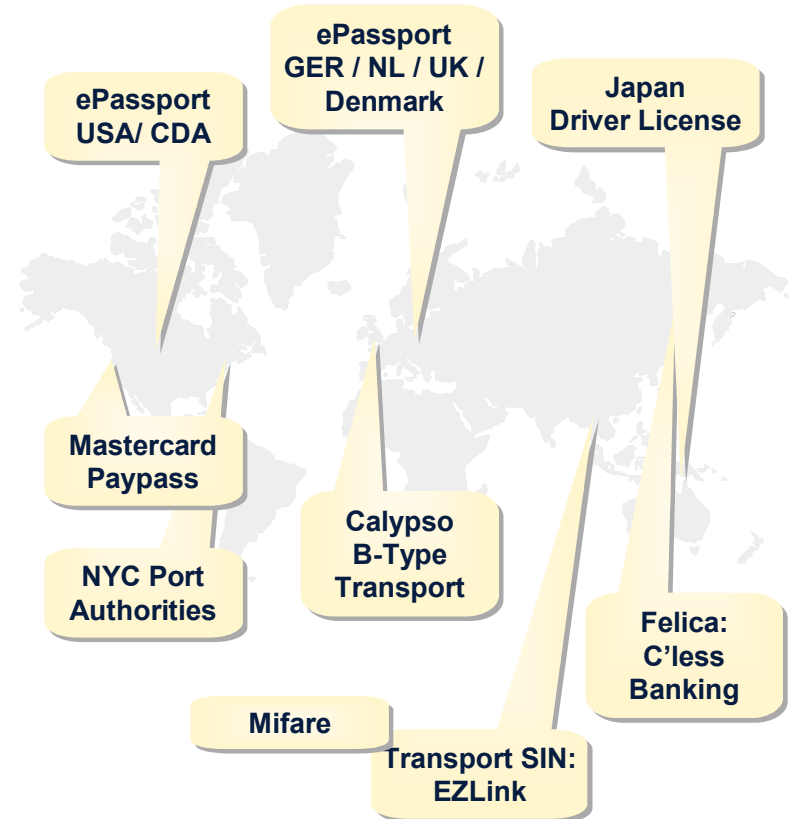 ePassport
GER / NL / UK /
Denmark
ePassport
USA/ CDA
Japan
Driver License
Mastercard
Paypass
Calypso
B-Type
Transport
NYC Port
Authorities
Felica:
C’less
Banking
Mifare
Transport SIN:
EZLink